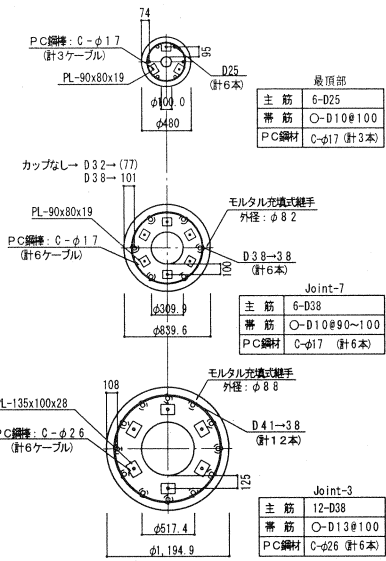 74
PC鋼棒:C-φ17
(計3ケーブル)
95
PL-90x80x19
D25
(計6本)
φ100.0
φ480
最頂部
主 筋 6-D25
帯 筋 〇-D10@100
PC鋼材 C-φ17 (計3本)
カップなし→ D32→(77)
D38→ 101
PL-90x80x19
モルタル充填式継手
外径:φ82
PC鋼棒:C-φ17
(計6ケーブル)
D38→38
(計6本)
100
φ309.9
φ839.6
Joint-7
主 筋 6-D38
帯 筋 〇-D10@90~100
PC鋼材 C-φ17 (計6本)
108
モルタル充填式継手
外径:φ88
PL-135x100x28
D41→38
(計12本)
PC鋼棒:C-φ26
(計6ケーブル)
125
φ517.4
φ1,194.9
Joint-3
主 筋 12-D38
帯 筋 〇-D13@100
PC鋼材 C-φ26 (計6本)